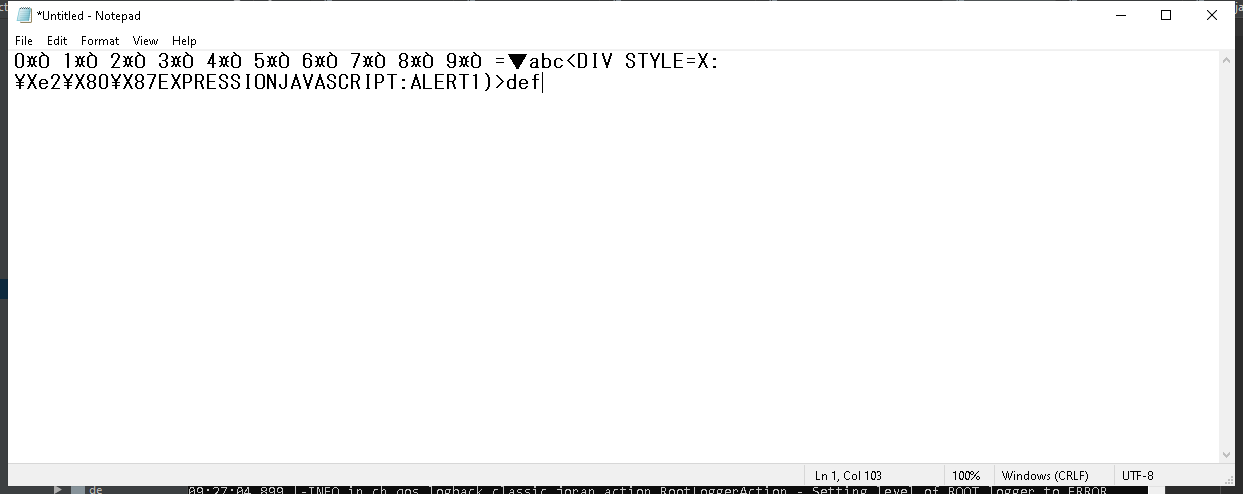 *Untitled - Notepad
File Edit Format View Help
0¤Ò 1¤Ò 2¤Ò 3¤Ò 4¤Ò 5¤Ò 6¤Ò 7¤Ò 8¤Ò 9¤Ò =▼abc<DIV STYLE=X:
¥Xe2¥X80¥X87EXPRESSIONJAVASCRIPT:ALERT1)>def
Ln 1, Col 103 100% Windows (CRLF) UTF-8
de 09:27:04,899 |-INFO in ch.qos.logback.classic.joran.action.RootLoggerAction - Setting level of ROOT logger to ERROR